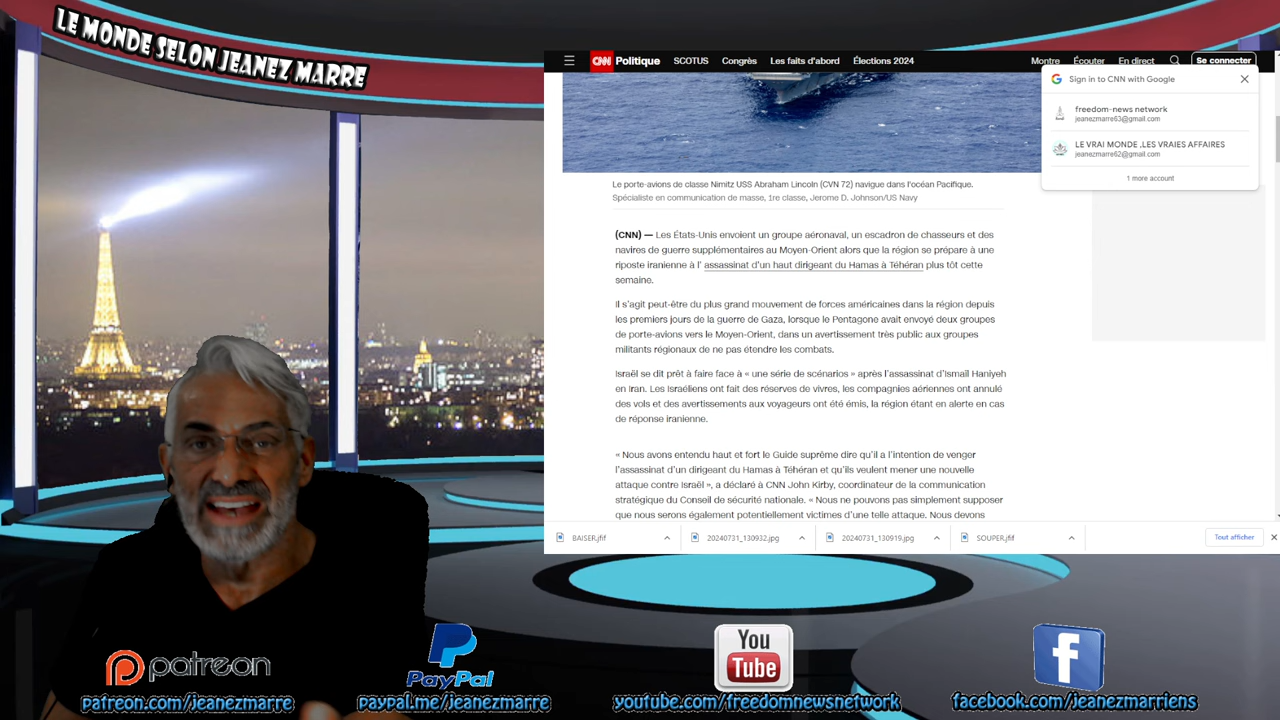 LE MONDE SELON JEANEZ MARRE
CNN Politique SCOTUS Congrès Les faits d'abord Élections 2024 Montre Écouter En direct Se connecter
Sign in to CNN with Google
freedom-news network
jeanezmarre63@gmail.com
LE VRAI MONDE ,LES VRAIES AFFAIRES
jeanezmarre62@gmail.com
1 more account
Le porte-avions de classe Nimitz USS Abraham Lincoln (CVN 72) navigue dans l'océan Pacifique.
Spécialiste en communication de masse, 1re classe, Jerome D. Johnson/US Navy
(CNN) — Les États-Unis envoient un groupe aéronaval, un escadron de chasseurs et des
navires de guerre supplémentaires au Moyen-Orient alors que la région se prépare à une
riposte iranienne à l' assassinat d'un haut dirigeant du Hamas à Téhéran plus tôt cette
semaine.
Il s'agit peut-être du plus grand mouvement de forces américaines dans la région depuis
les premiers jours de la guerre de Gaza, lorsque le Pentagone avait envoyé deux groupes
de porte-avions vers le Moyen-Orient, dans un avertissement très public aux groupes
militants régionaux de ne pas étendre les combats.
Israël se dit prêt à faire face à « une série de scénarios » après l'assassinat d'Ismaïl Haniyeh
en Iran. Les Israéliens ont fait des réserves de vivres, les compagnies aériennes ont annulé
des vols et des avertissements aux voyageurs ont été émis, la région étant en alerte en cas
de réponse iranienne.
« Nous avons entendu haut et fort le Guide suprême dire qu'il a l'intention de venger
l'assassinat d'un dirigeant du Hamas à Téhéran et qu'ils veulent mener une nouvelle
attaque contre Israël », a déclaré à CNN John Kirby, coordinateur de la communication
stratégique du Conseil de sécurité nationale. « Nous ne pouvons pas simplement supposer
que nous serons également potentiellement victimes d'une telle attaque. Nous devons
BAISER.jfif 20240731_130932.jpg 20240731_130919.jpg SOUPER.jfif Tout afficher
patreon PayPal You Tube f
patreon.com/jeanezmarre paypal.me/jeanezmarre youtube.com/freedomnewsnetwork facebook.com/jeanezmarriens